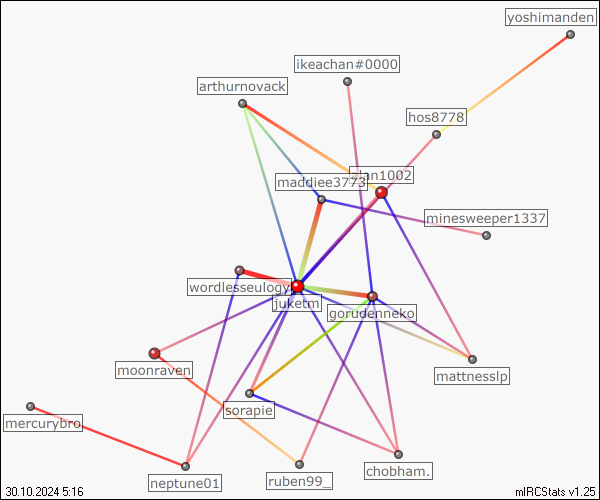 yoshimanden
ikeachan#0000
arthurnovack
hos8778
maddiee3773
minesweeper1337
wordlesseulogy
juketm
gorudenneko
moonraven
mattnesslp
sorapie
mercurybro
chobham.
neptune01
ruben99_
30.10.2024 5:16
mIRCStats v1.25